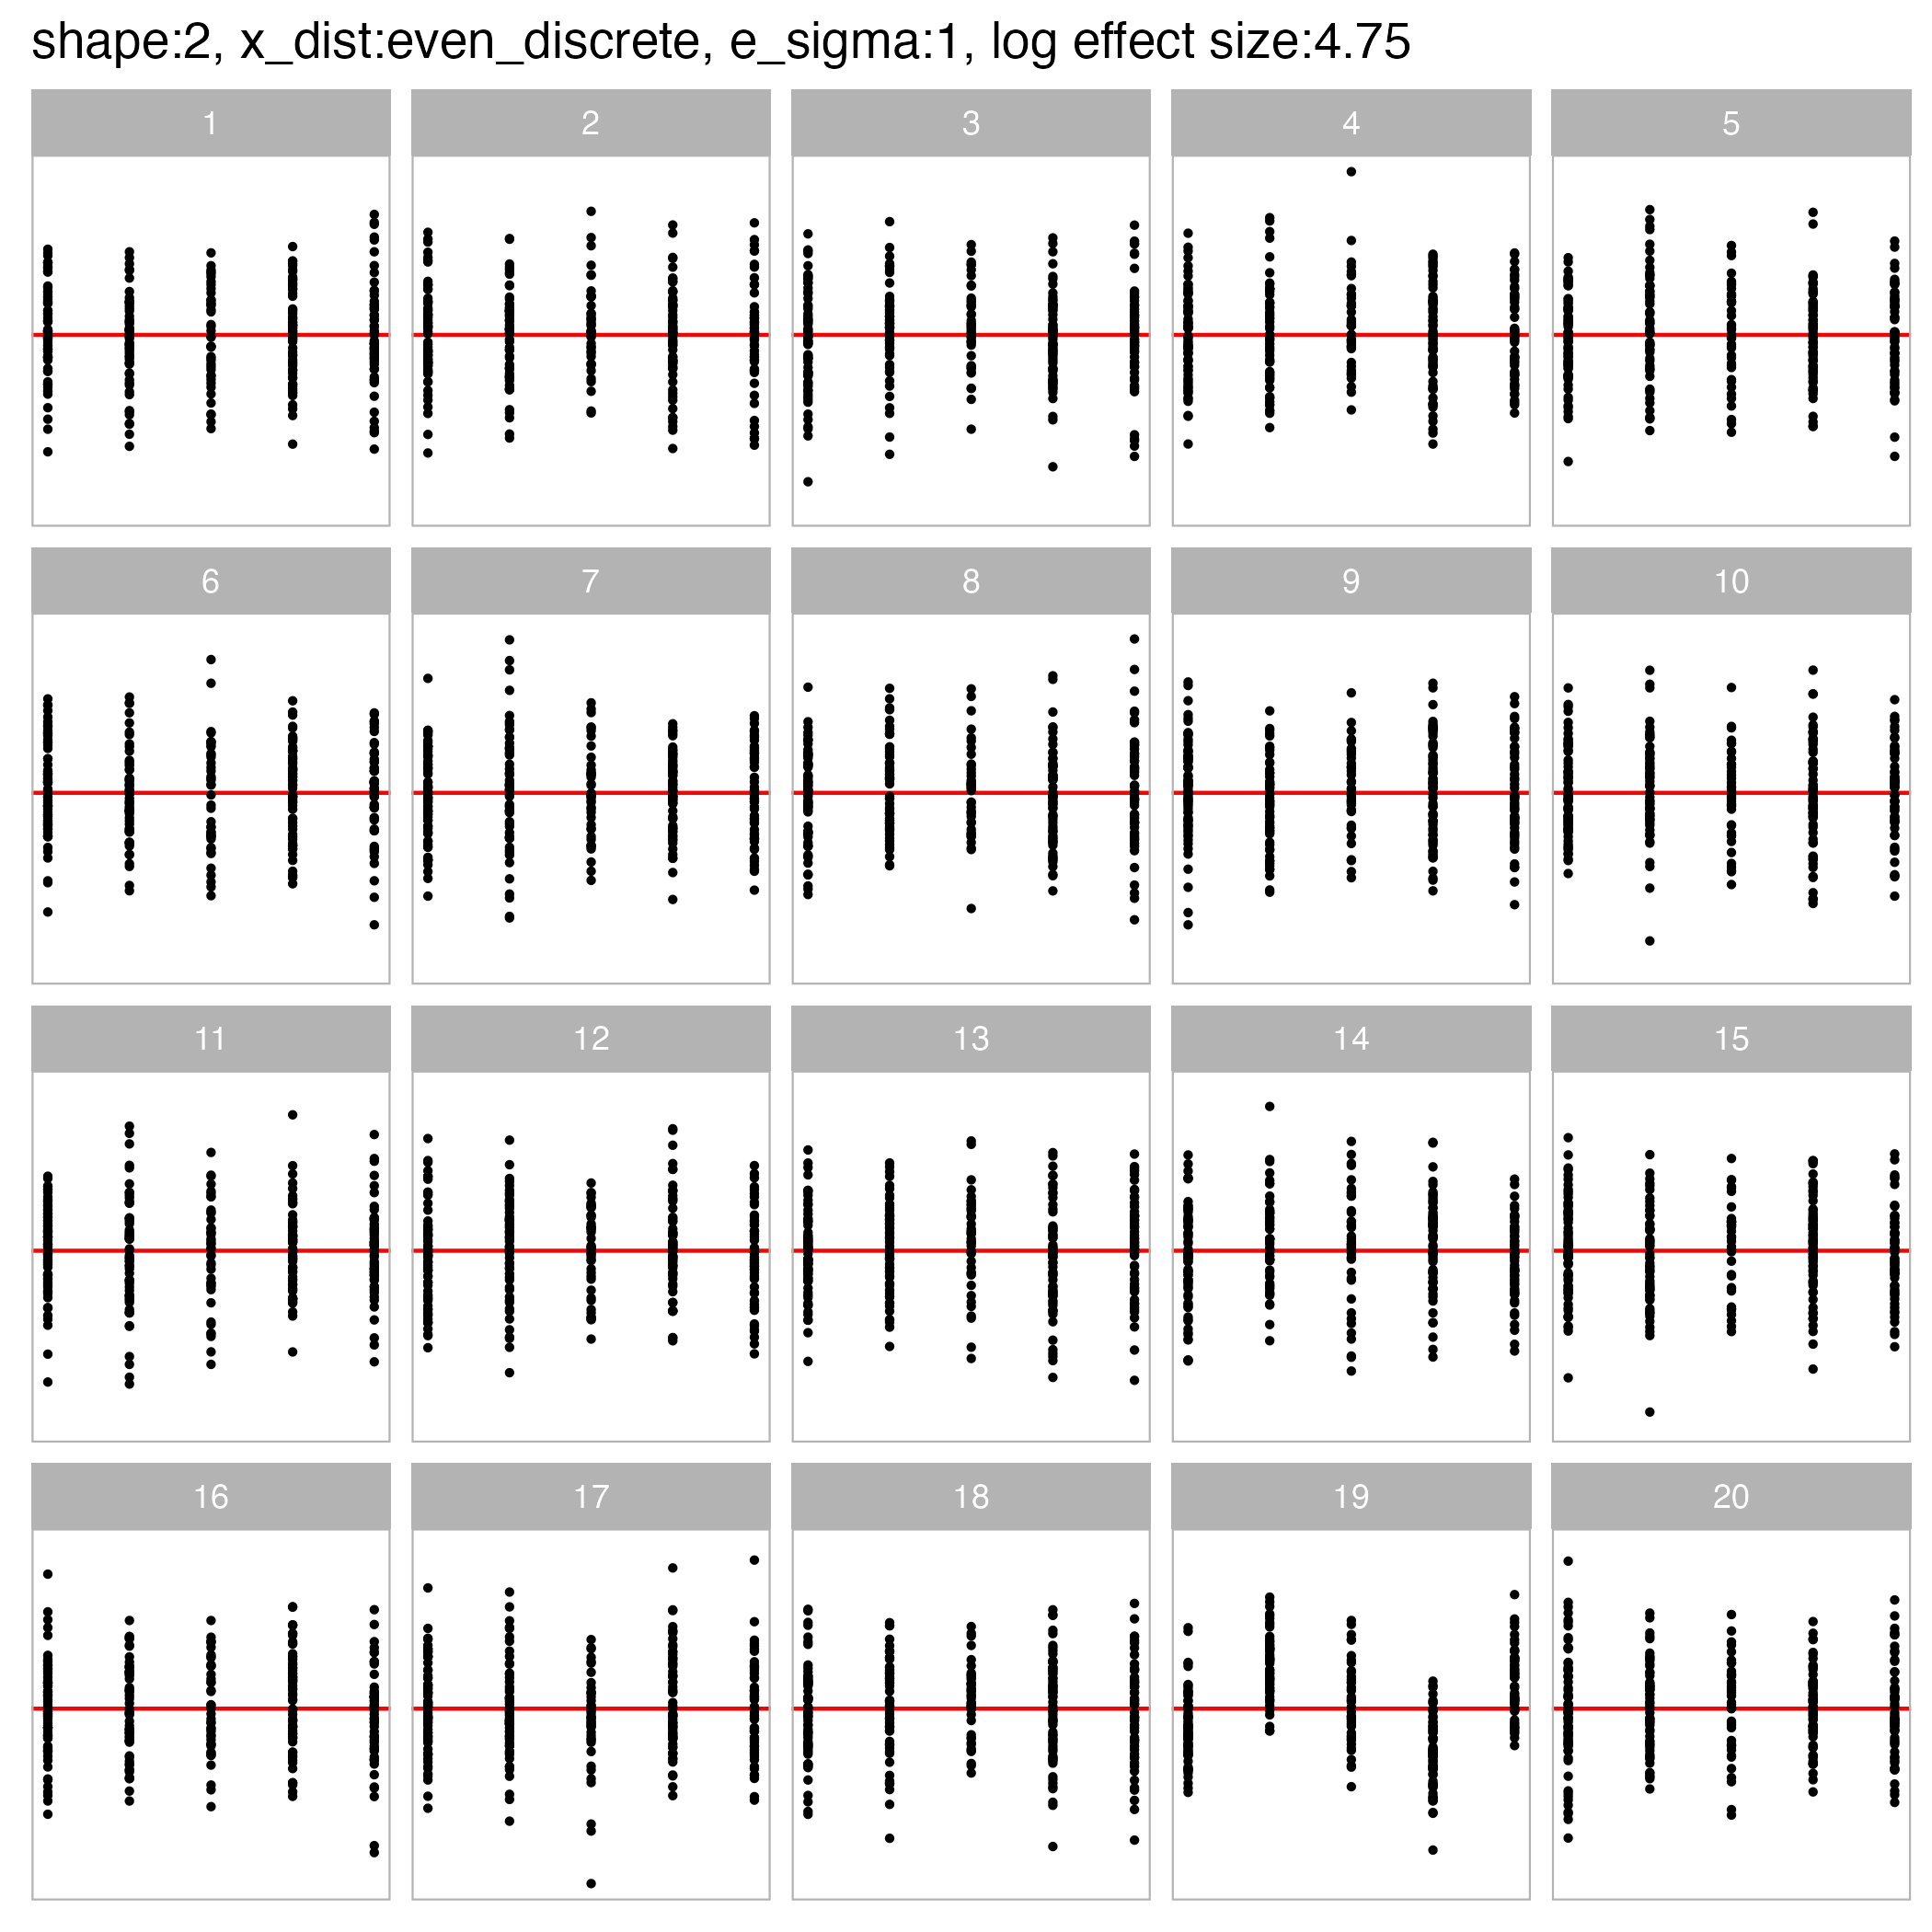 shape:2, x_dist:even_discrete, e_sigma:1, log effect size:4.75
1 2 3 4 5
6 7 8 9 10
11 12 13 14 15
16 17 18 19 20